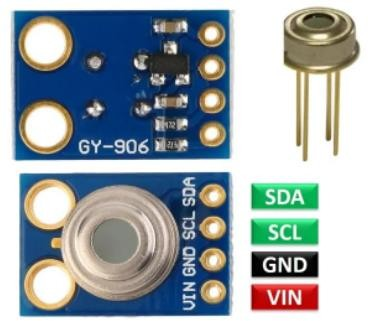 GY-906
VIN GND SCL SDA
SDA
SCL
GND
VIN